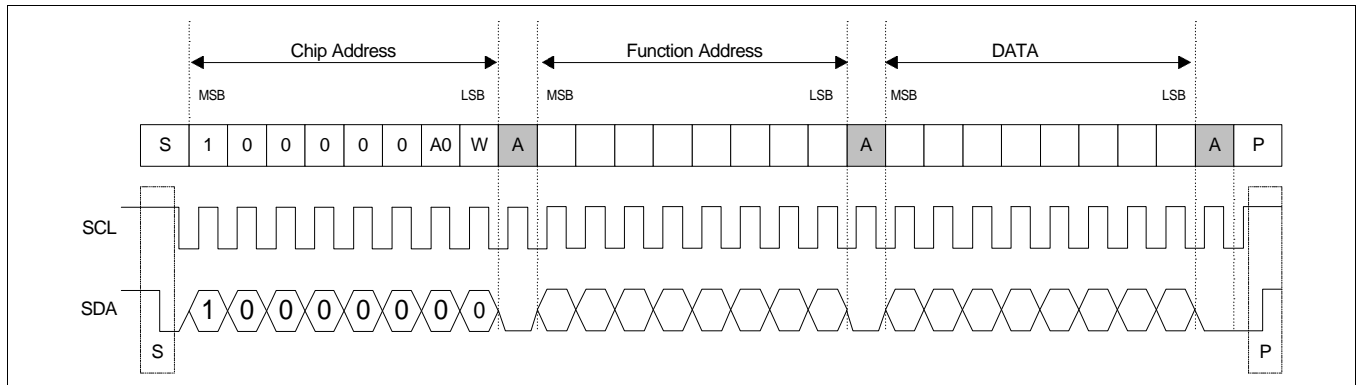 Chip Address Function Address DATA
MSB LSB MSB LSB MSB LSB
S 1 0 0 0 0 0 A0 W A A A P
SCL
SDA 1 0 0 0 0 0 0 0
S P